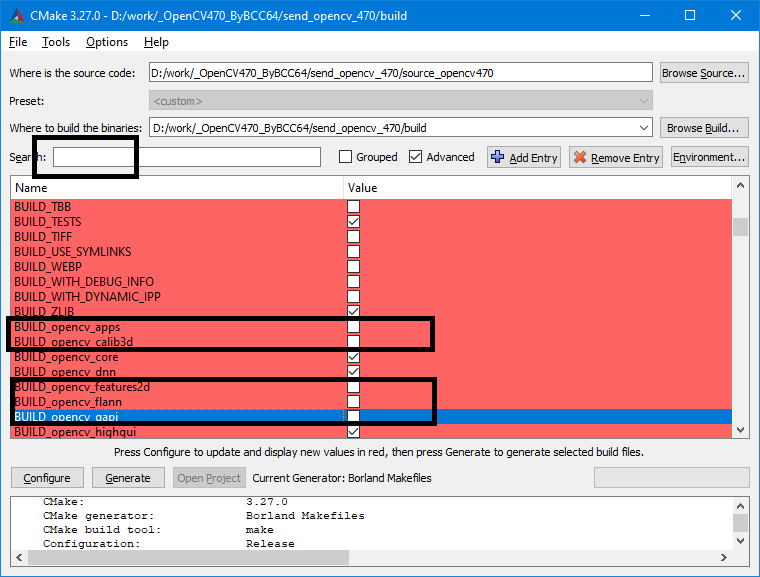 CMake 3.27.0 - D:/work/_OpenCV470_ByBCC64/send_opencv_470/build
File Tools Options Help
Where is the source code: D:/work/_OpenCV470_ByBCC64/send_opencv_470/source_opencv470 Browse Source...
Preset: <custom>
Where to build the binaries: D:/work/_OpenCV470_ByBCC64/send_opencv_470/build Browse Build...
Search: Grouped Advanced Add Entry Remove Entry Environment...
Name Value
BUILD_TBB
BUILD_TESTS
BUILD_TIFF
BUILD_USE_SYMLINKS
BUILD_WEBP
BUILD_WITH_DEBUG_INFO
BUILD_WITH_DYNAMIC_IPP
BUILD_ZLIB
BUILD_opencv_apps
BUILD_opencv_calib3d
BUILD_opencv_core
BUILD_opencv_dnn
BUILD_opencv_features2d
BUILD_opencv_flann
BUILD_opencv_gapi
BUILD_opencv_highgui
Press Configure to update and display new values in red, then press Generate to generate selected build files.
Configure Generate Open Project Current Generator: Borland Makefiles
CMake: 3.27.0
CMake generator: Borland Makefiles
CMake build tool: make
Configuration: Release